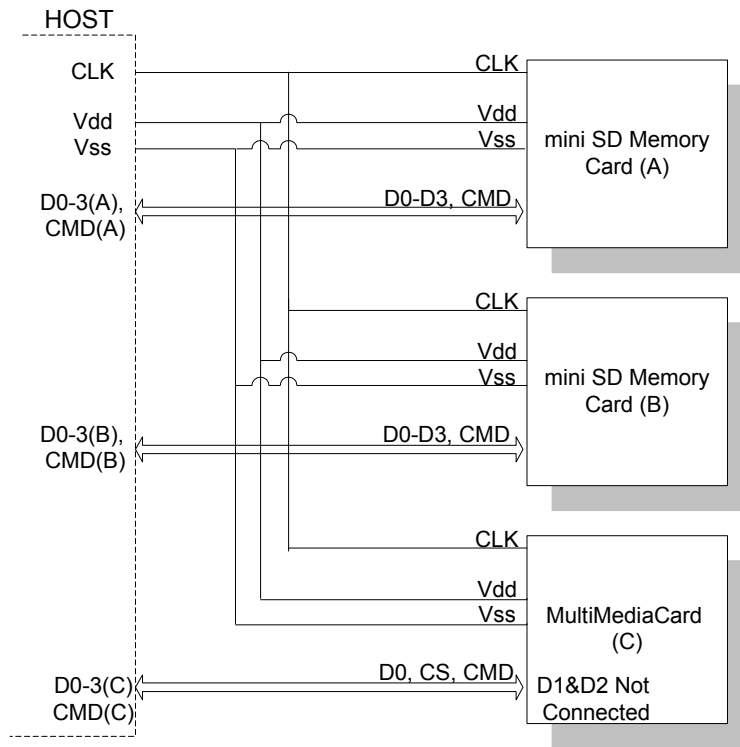 HOST
CLK
CLK
Vdd
Vdd
Vss
Vss
mini SD Memory
Card (A)
D0-3(A),
CMD(A)
D0-D3, CMD
CLK
Vdd
Vss
mini SD Memory
Card (B)
D0-3(B),
CMD(B)
D0-D3, CMD
CLK
Vdd
Vss
MultiMediaCard
(C)
D0-3(C)
CMD(C)
D0, CS, CMD
D1&D2 Not
Connected